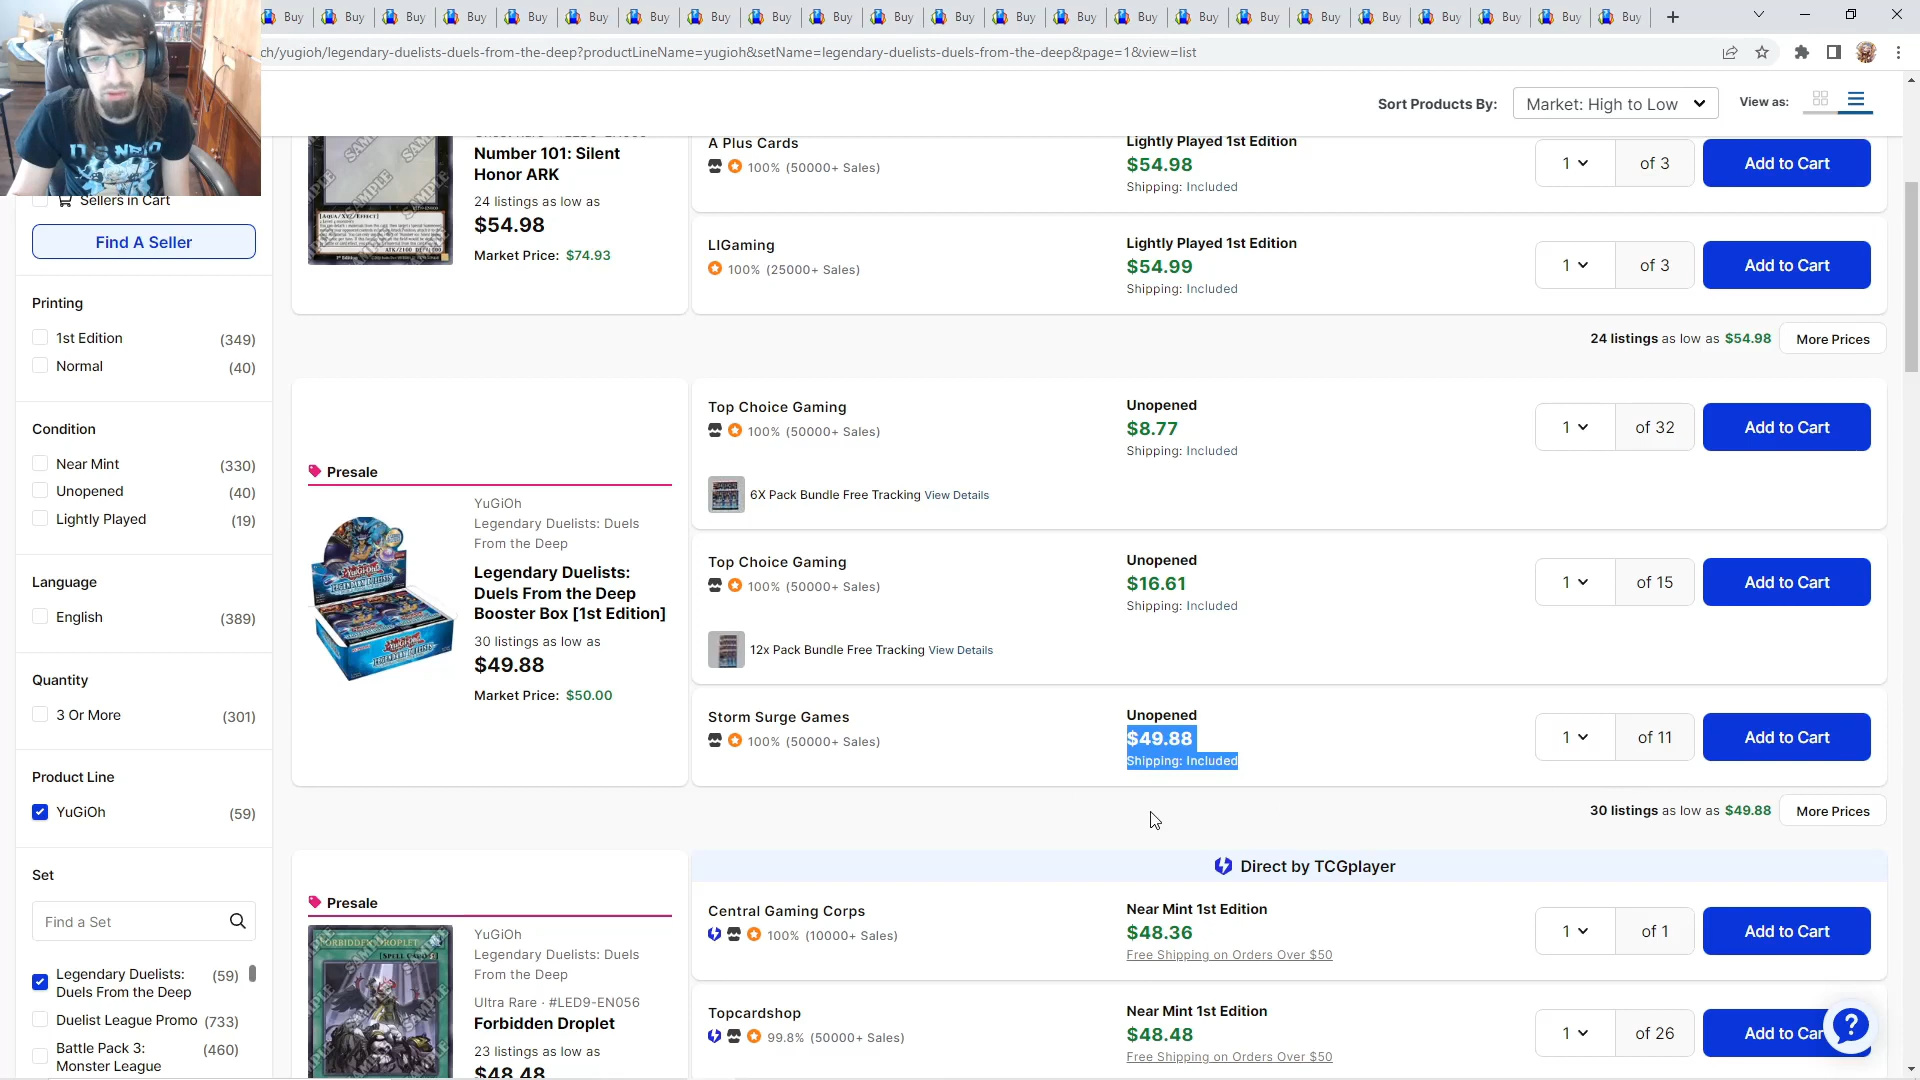 Buy Buy Buy Buy Buy Buy Buy Buy Buy Buy Buy Buy Buy Buy Buy Buy Buy Buy Buy Buy Buy Buy Buy
ch/yugioh/legendary-duelists-duels-from-the-deep?productLineName=yugioh&setName=legendary-duelists-duels-from-the-deep&page=1&view=list
Sort Products By: Market: High to Low View as:
IT'S NERD
Sellers in Cart
Find A Seller
Printing
1st Edition (349)
Normal (40)
Condition
Near Mint (330)
Unopened (40)
Lightly Played (19)
Language
English (389)
Quantity
3 Or More (301)
Product Line
YuGiOh (59)
Set
Find a Set
Legendary Duelists: (59)
Duels From the Deep
Duelist League Promo (733)
Battle Pack 3: (460)
Monster League
SAMPLE
Number 101: Silent
Honor ARK
24 listings as low as
$54.98
Market Price: $74.93
A Plus Cards
100% (50000+ Sales)
Lightly Played 1st Edition
$54.98
Shipping: Included
1 of 3 Add to Cart
LIGaming
100% (25000+ Sales)
Lightly Played 1st Edition
$54.99
Shipping: Included
1 of 3 Add to Cart
24 listings as low as $54.98 More Prices
Presale
YuGiOh
Legendary Duelists: Duels
From the Deep
Legendary Duelists:
Duels From the Deep
Booster Box [1st Edition]
30 listings as low as
$49.88
Market Price: $50.00
Top Choice Gaming
100% (50000+ Sales)
Unopened
$8.77
Shipping: Included
1 of 32 Add to Cart
6X Pack Bundle Free Tracking View Details
Top Choice Gaming
100% (50000+ Sales)
Unopened
$16.61
Shipping: Included
1 of 15 Add to Cart
12x Pack Bundle Free Tracking View Details
Storm Surge Games
100% (50000+ Sales)
Unopened
$49.88
Shipping: Included
1 of 11 Add to Cart
30 listings as low as $49.88 More Prices
Presale
FORBIDDEN DROPLET
[SPELL CARD]
YuGiOh
Legendary Duelists: Duels
From the Deep
Ultra Rare · #LED9-EN056
Forbidden Droplet
23 listings as low as
$48.48
Direct by TCGplayer
Central Gaming Corps
100% (10000+ Sales)
Near Mint 1st Edition
$48.36
Free Shipping on Orders Over $50
1 of 1 Add to Cart
Topcardshop
99.8% (50000+ Sales)
Near Mint 1st Edition
$48.48
Free Shipping on Orders Over $50
1 of 26 Add to Car